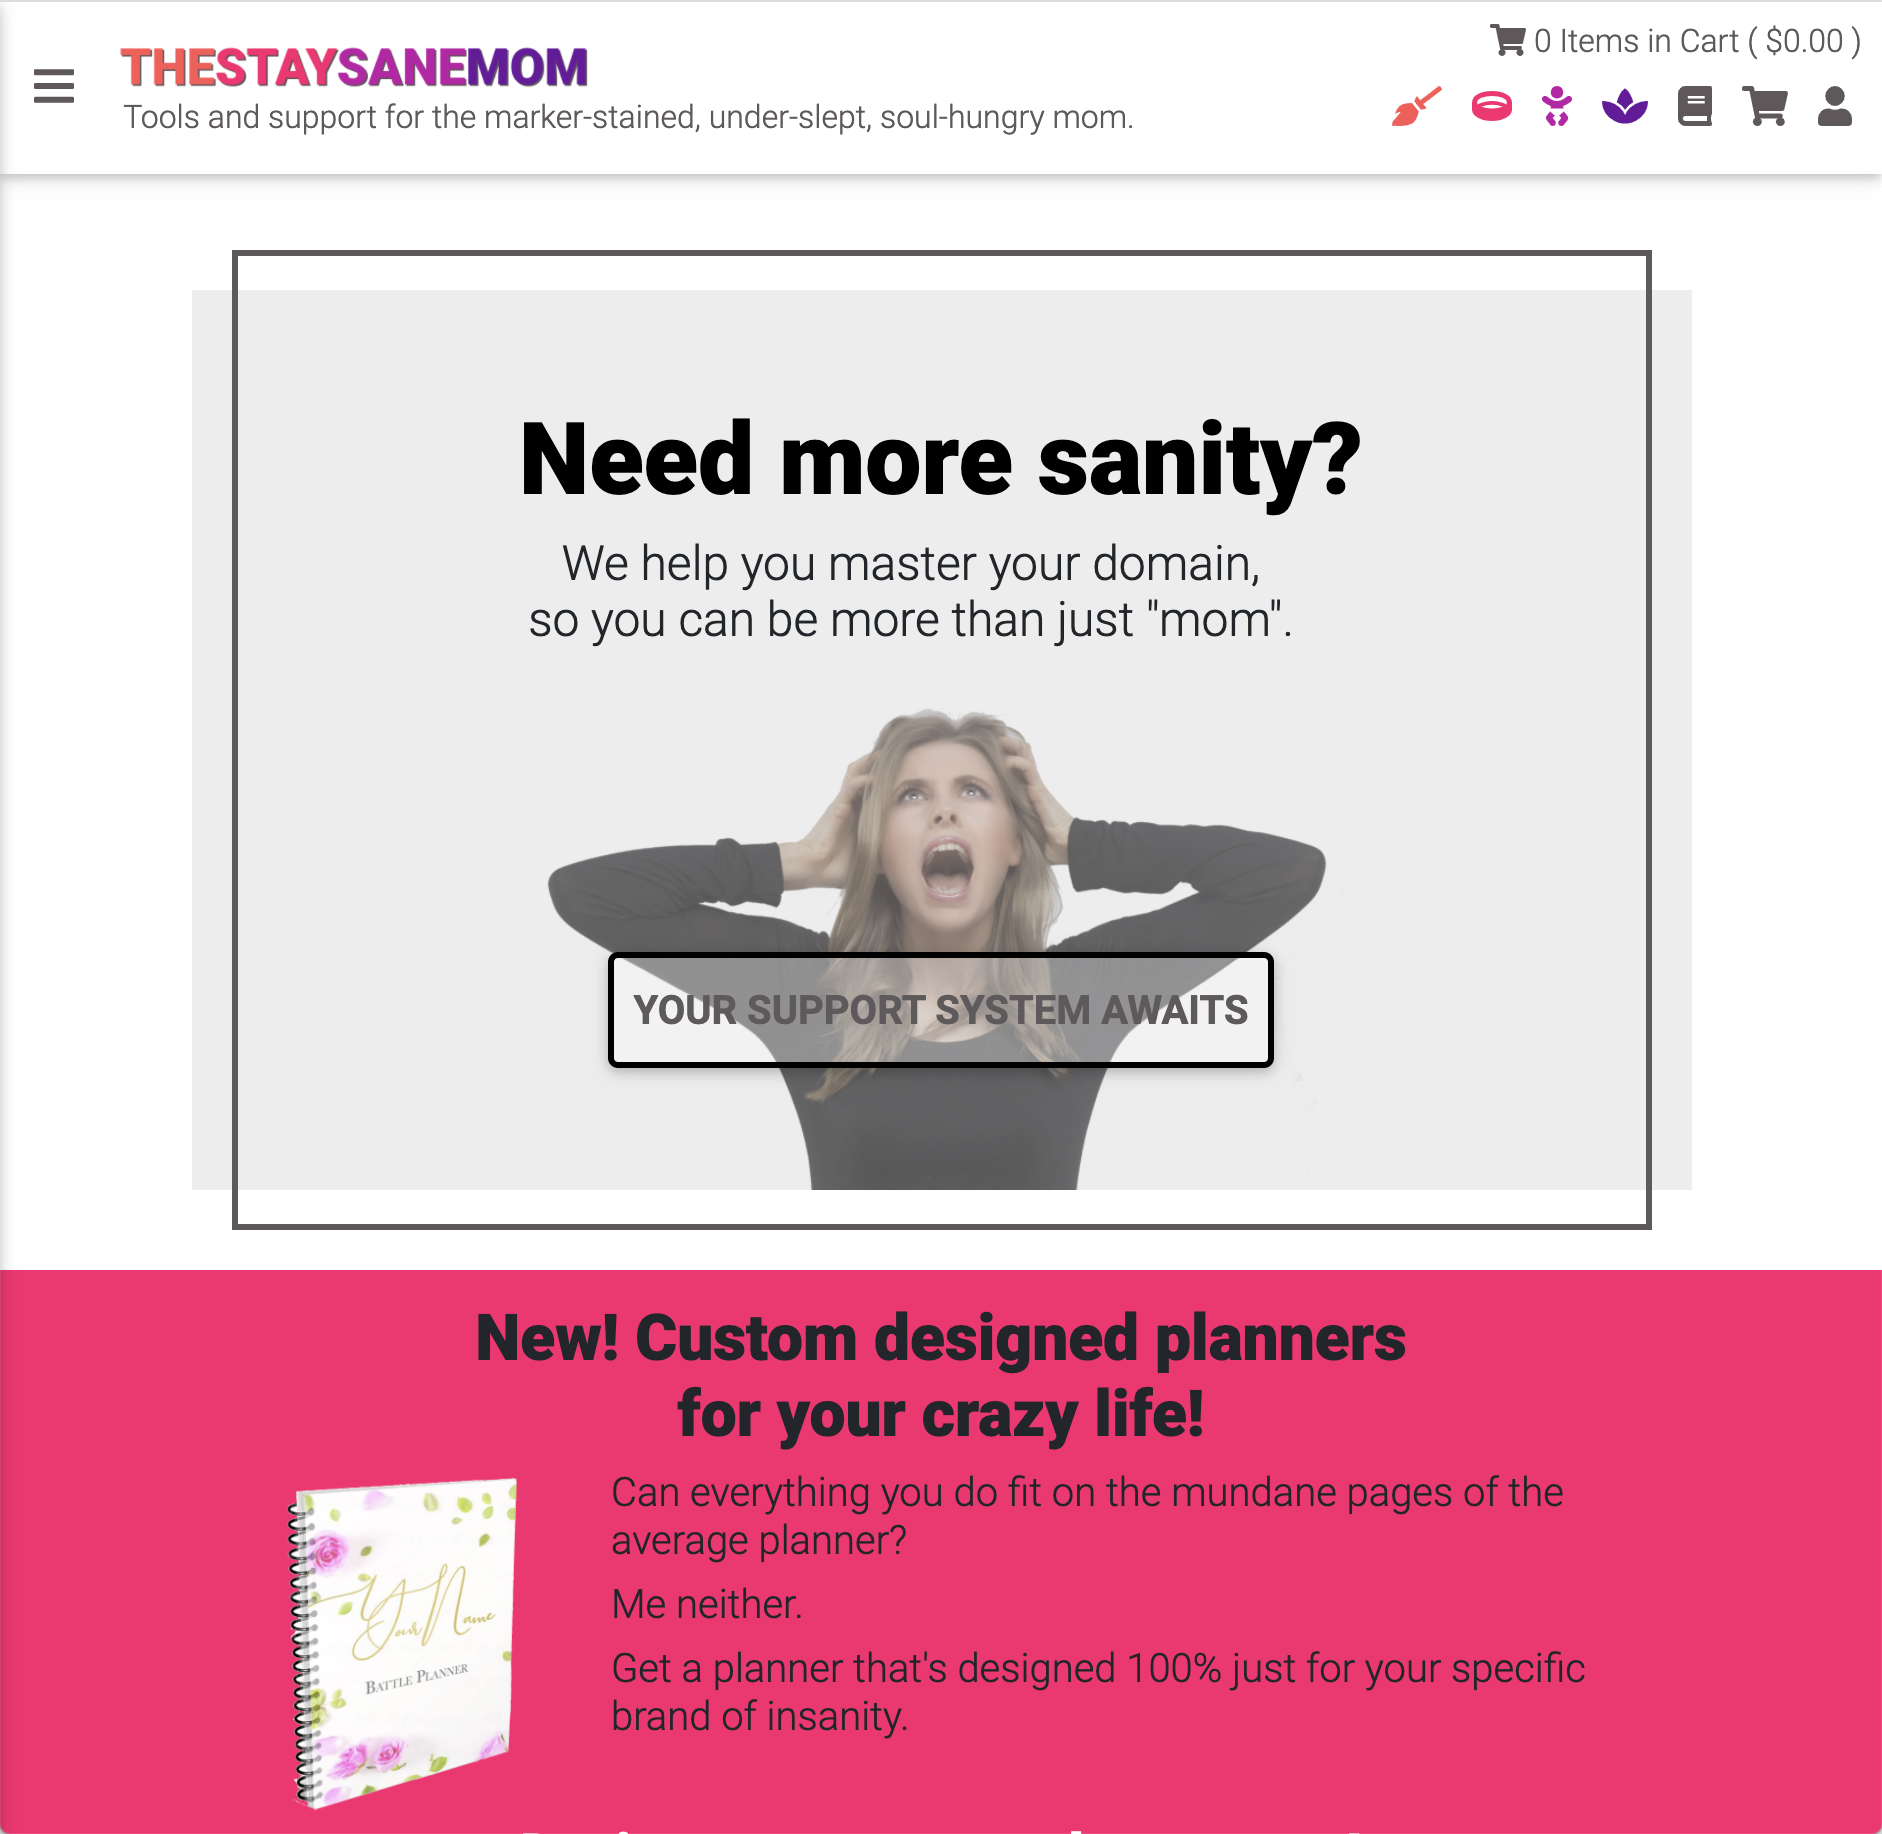 0 Items in Cart ( $0.00 )
THESTAYSANEMOM
Tools and support for the marker-stained, under-slept, soul-hungry mom.
Need more sanity?
We help you master your domain,
so you can be more than just "mom".
YOUR SUPPORT SYSTEM AWAITS
New! Custom designed planners
for your crazy life!
Can everything you do fit on the mundane pages of the
average planner?
Me neither.
Get a planner that's designed 100% just for your specific
brand of insanity.
Your Name
BATTLE PLANNER